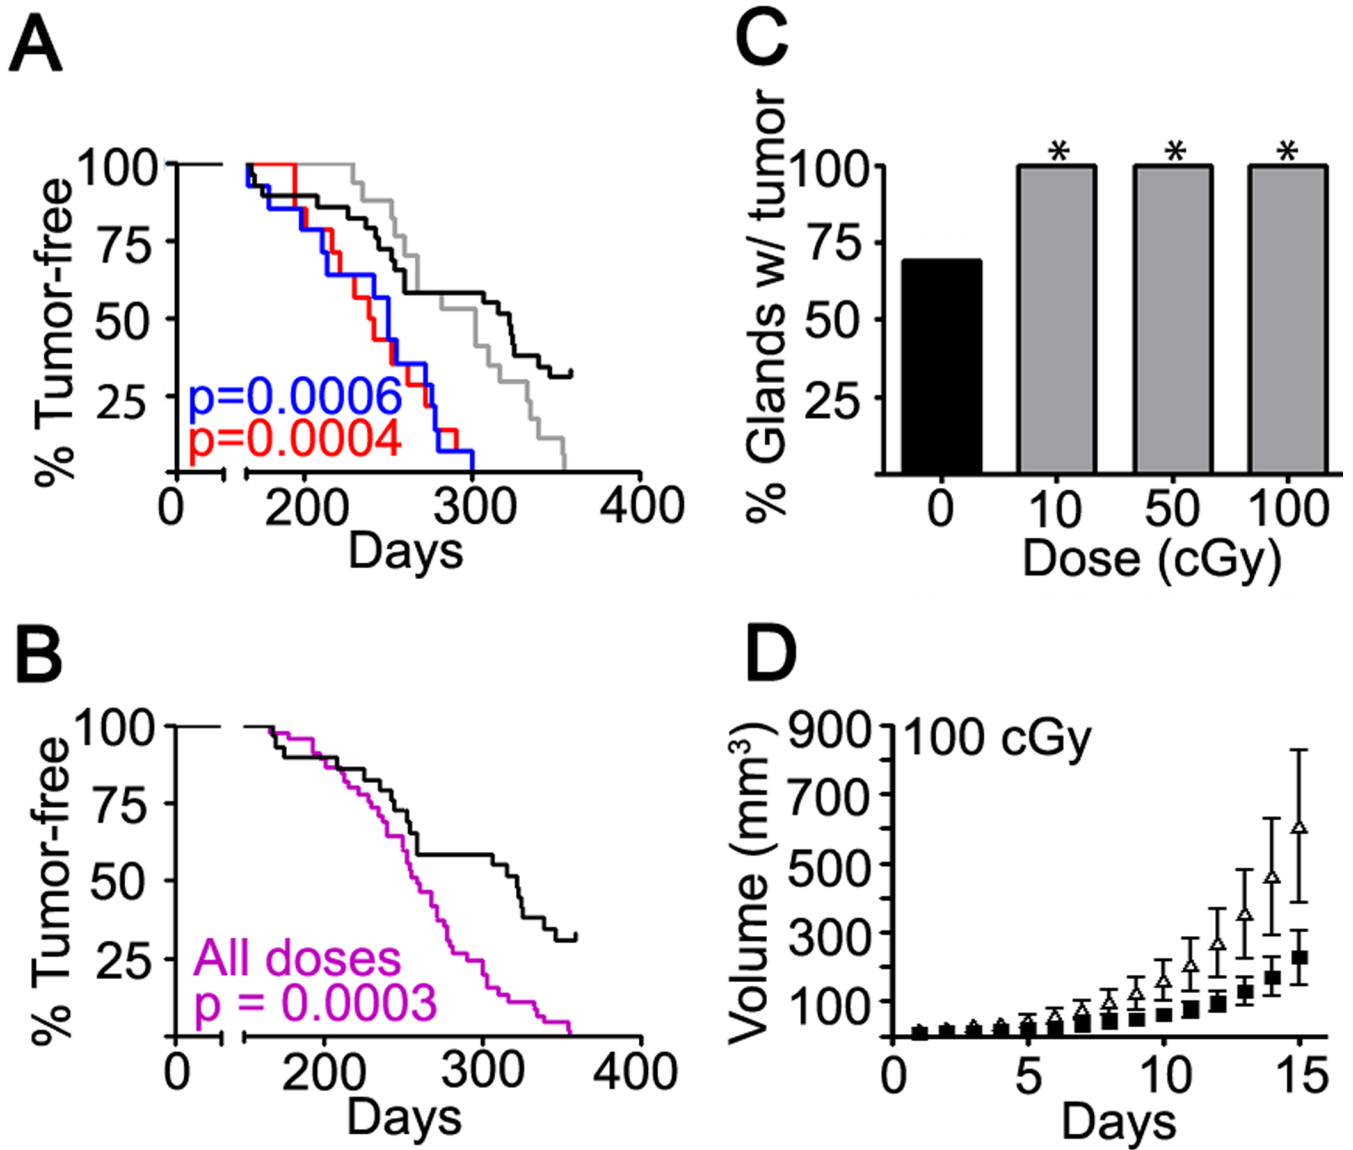 A
100
75
50
25
% Tumor-free
p=0.0006
p=0.0004
0
200
300
400
Days
B
100
75
50
25
% Tumor-free
All doses
p = 0.0003
0
200
300
400
Days
C
% Glands w/ tumor
100
75
50
25
* * *
0
10
50
100
Dose (cGy)
D
100 cGy
Volume (mm³)
900
700
500
300
100
0
5
10
15
Days